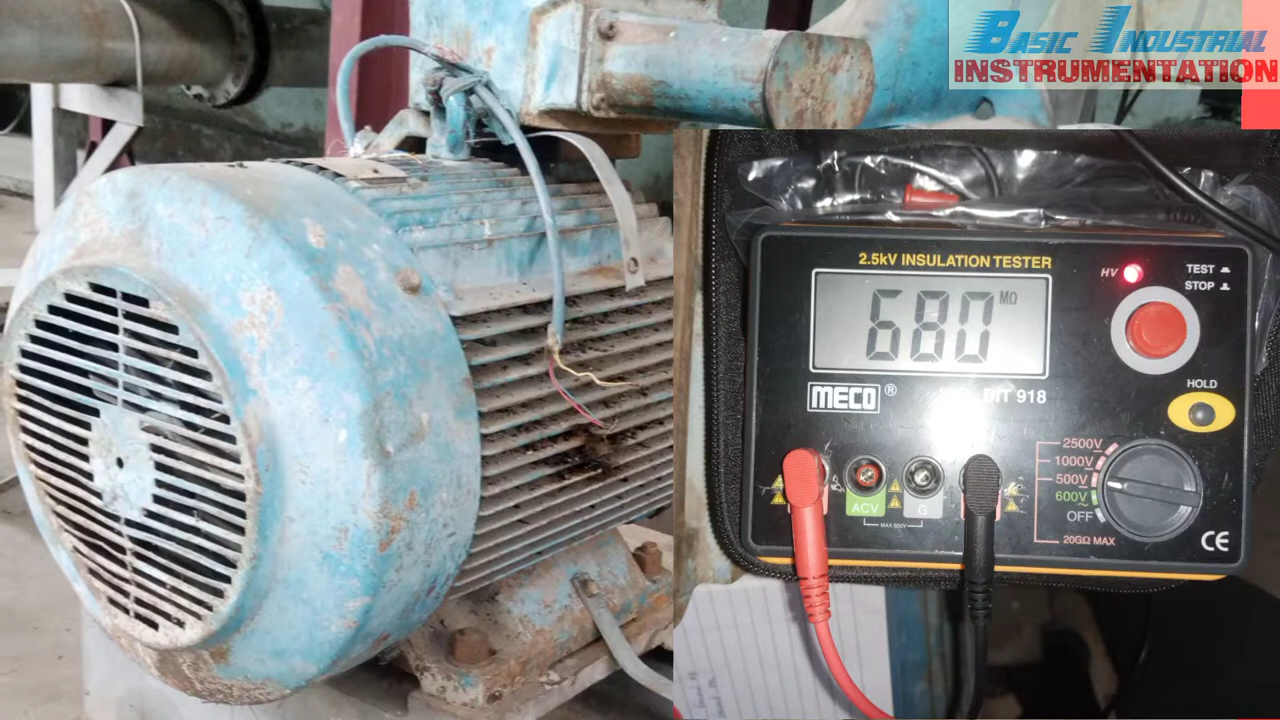 BASIC INDUSTRIAL
INSTRUMENTATION
2.5kV INSULATION TESTER
HV
TEST
STOP
680 MΩ
MECO ®
DIT 918
HOLD
2500V
1000V
500V
600V
OFF
20GΩ MAX
ACV
G
MAX 600V
CE